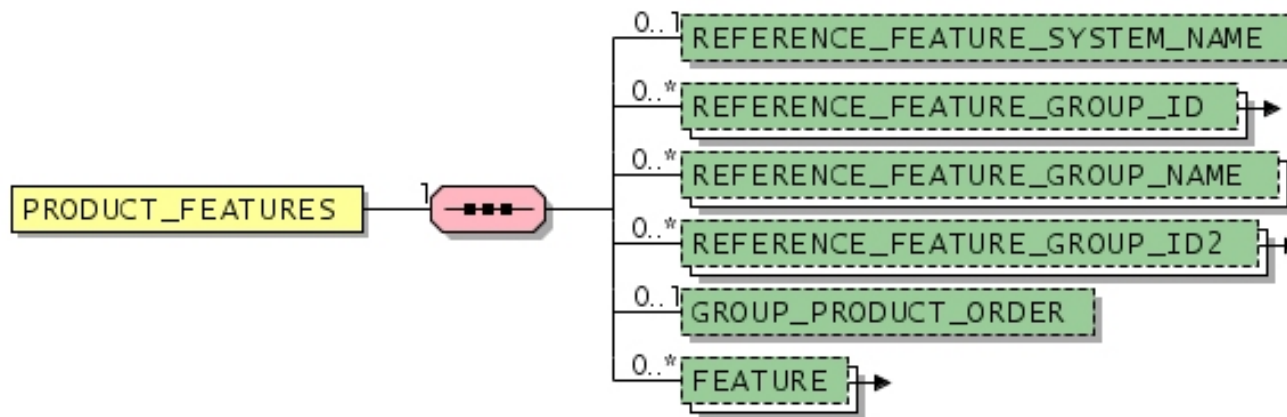 0..1
REFERENCE_FEATURE_SYSTEM_NAME
0..*
REFERENCE_FEATURE_GROUP_ID
0..*
REFERENCE_FEATURE_GROUP_NAME
PRODUCT_FEATURES
1
0..*
REFERENCE_FEATURE_GROUP_ID2
0..1
GROUP_PRODUCT_ORDER
0..*
FEATURE